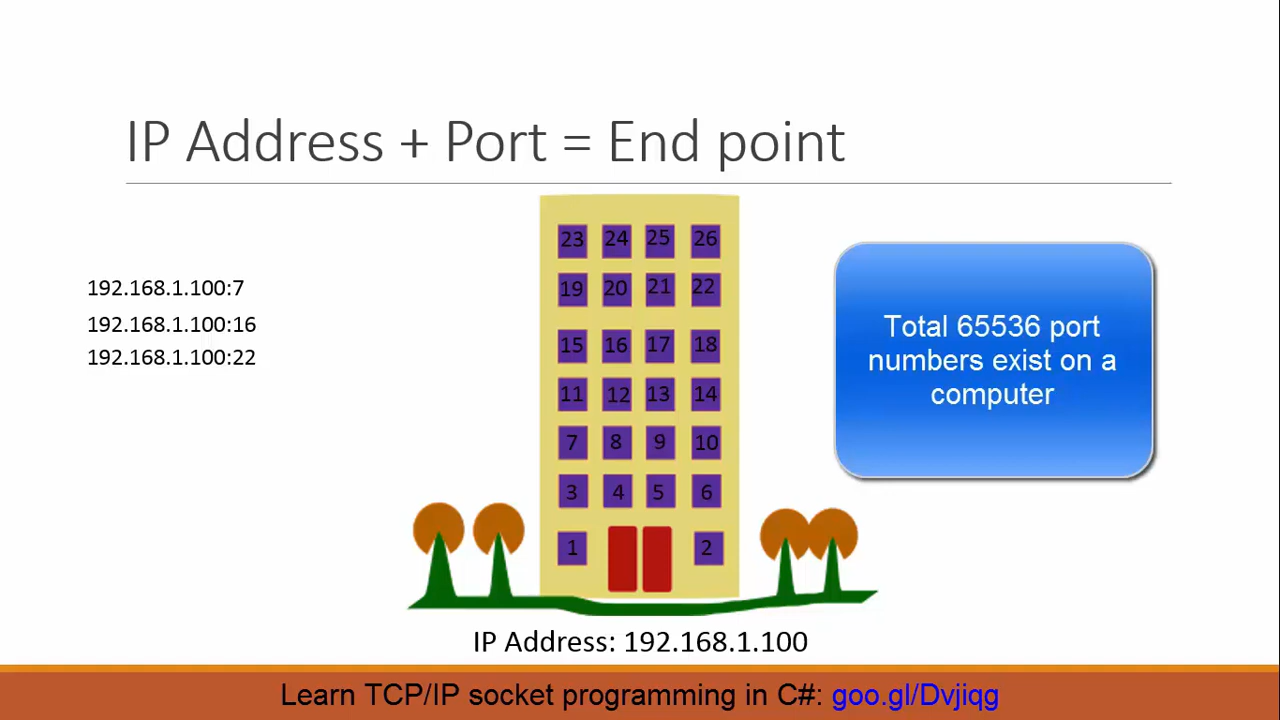 IP Address + Port = End point
192.168.1.100:7
192.168.1.100:16
192.168.1.100:22
23 24 25 26
19 20 21 22
15 16 17 18
11 12 13 14
7 8 9 10
3 4 5 6
1 2
Total 65536 port
numbers exist on a
computer
IP Address: 192.168.1.100
Learn TCP/IP socket programming in C#: goo.gl/Dvjiqg